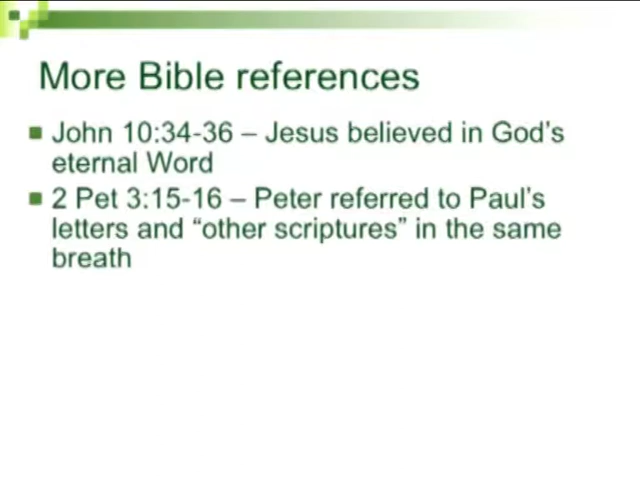 More Bible references
John 10:34-36 – Jesus believed in God's
eternal Word
2 Pet 3:15-16 – Peter referred to Paul's
letters and “other scriptures” in the same
breath